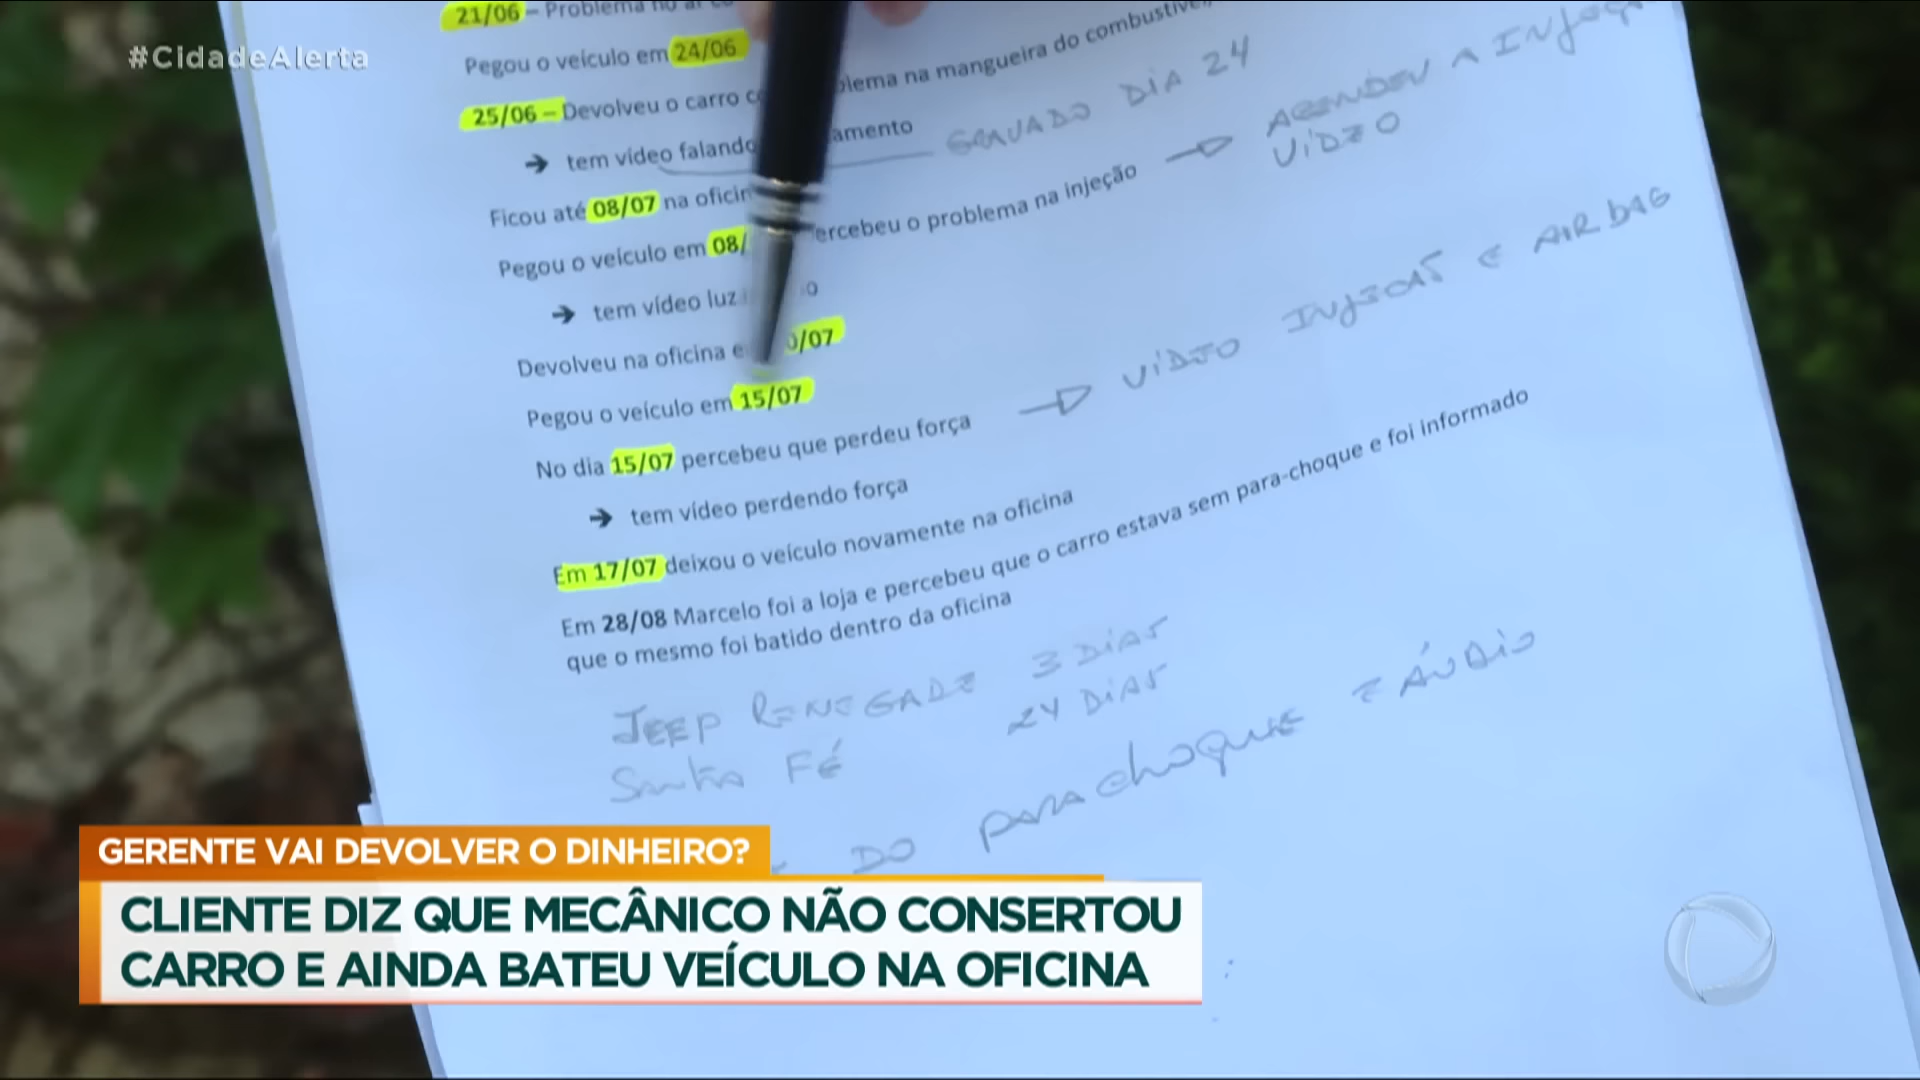 #CidadeAlerta
21/06 – Problema no ar
Pegou o veículo em 24/06
25/06 – Devolveu o carro problema na mangueira do combustível
→ tem vídeo falando GRAVADO DIA 24
Ficou até 08/07 na
Pegou o veículo em 08/ percebeu o problema na injeção → ACENDEU A
VÍDEO
→ tem vídeo luz
Devolveu na oficina /07
Pegou o veículo em 15/07
No dia 15/07 percebeu que perdeu força → VÍDEO INJEÇÃO E AIR BAG
→ tem vídeo perdendo força
Em 17/07 deixou o veículo novamente na oficina
Em 28/08 Marcelo foi a loja e percebeu que o carro estava sem para-choque e foi informado
que o mesmo foi batido dentro da oficina
JEEP RENEGADE 3 DIAS
Santa FÉ 24 DIAS
DO parachoque E ÁUDIO
GERENTE VAI DEVOLVER O DINHEIRO?
CLIENTE DIZ QUE MECÂNICO NÃO CONSERTOU
CARRO E AINDA BATEU VEÍCULO NA OFICINA